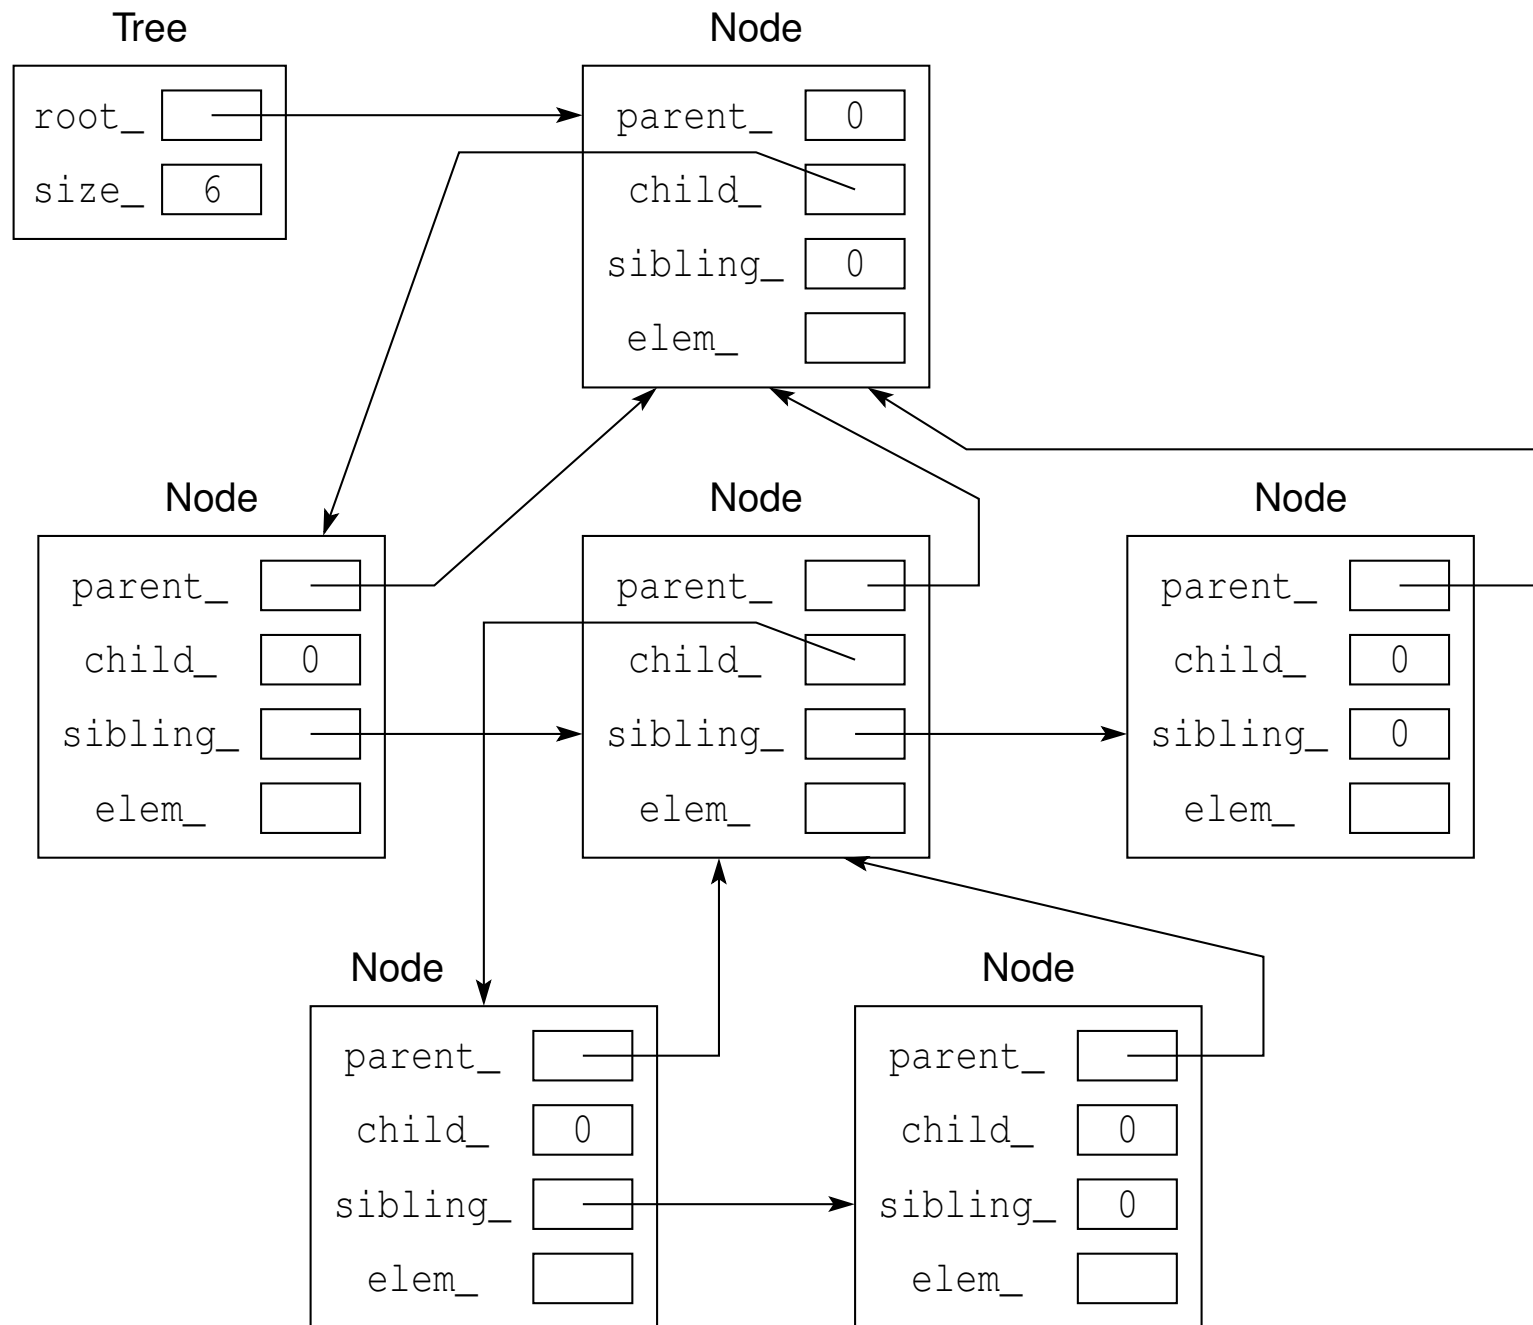 Tree
root_
size_ 6
Node
parent_ 0
child_
sibling_ 0
elem_
Node
parent_
child_ 0
sibling_
elem_
Node
parent_
child_
sibling_
elem_
Node
parent_
child_ 0
sibling_ 0
elem_
Node
parent_
child_ 0
sibling_
elem_
Node
parent_
child_ 0
sibling_ 0
elem_